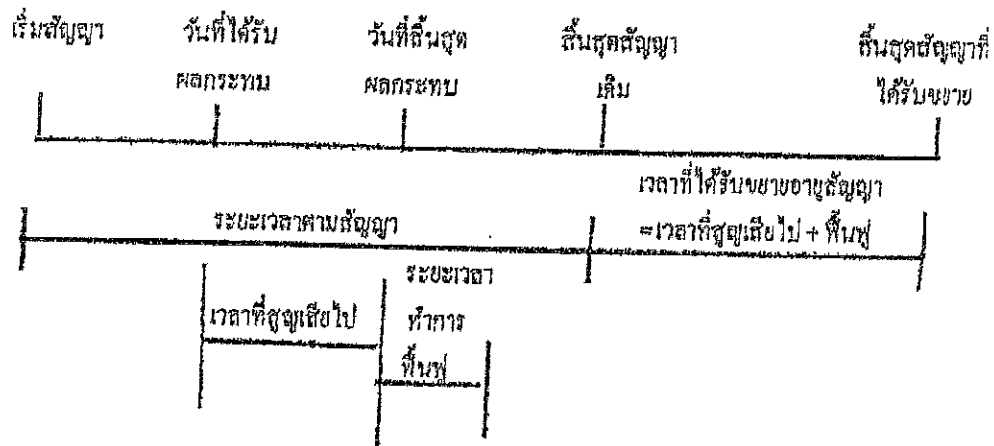 เริ่มสัญญา
วันที่ได้รับ
ผลกระทบ
วันที่สิ้นสุด
ผลกระทบ
สิ้นสุดสัญญา
เดิม
สิ้นสุดสัญญาที่
ได้รับขยาย
เวลาที่ได้รับขยายอายุสัญญา
=เวลาที่สูญเสียไป + ฟื้นฟู
ระยะเวลาตามสัญญา
เวลาที่สูญเสียไป
ระยะเวลา
ทำการ
ฟื้นฟู